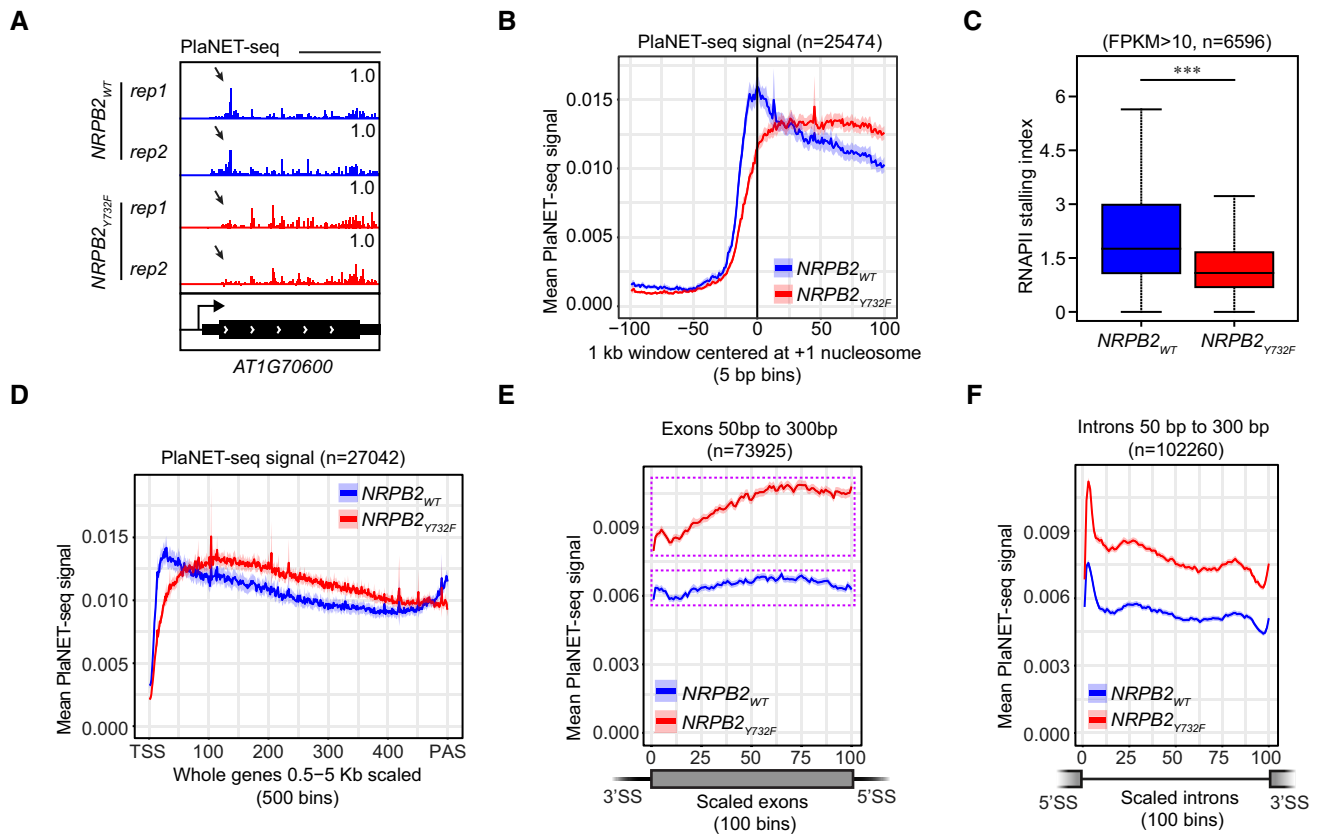 A
PlaNET-seq
NRPB2WT
rep1
1.0
rep2
1.0
NRPB2Y732F
rep1
1.0
rep2
1.0
AT1G70600
B
PlaNET-seq signal (n=25474)
Mean PlaNET-seq signal
0.015
0.010
0.005
0.000
NRPB2WT
NRPB2Y732F
−100 −50 0 50 100
1 kb window centered at +1 nucleosome
(5 bp bins)
C
(FPKM>10, n=6596)
***
RNAPII stalling index
6
4.5
3
1.5
0
NRPB2WT NRPB2Y732F
D
PlaNET-seq signal (n=27042)
NRPB2WT
NRPB2Y732F
Mean PlaNET-seq signal
0.015
0.010
0.005
0.000
TSS 100 200 300 400 PAS
Whole genes 0.5−5 Kb scaled
(500 bins)
E
Exons 50bp to 300bp
(n=73925)
Mean PlaNET-seq signal
0.009
0.006
0.003
0.000
NRPB2WT
NRPB2Y732F
0 25 50 75 100
3'SS 5'SS
Scaled exons
(100 bins)
F
Introns 50 bp to 300 bp
(n=102260)
Mean PlaNET-seq signal
0.009
0.006
0.003
0.000
NRPB2WT
NRPB2Y732F
0 25 50 75 100
5'SS 3'SS
Scaled introns
(100 bins)